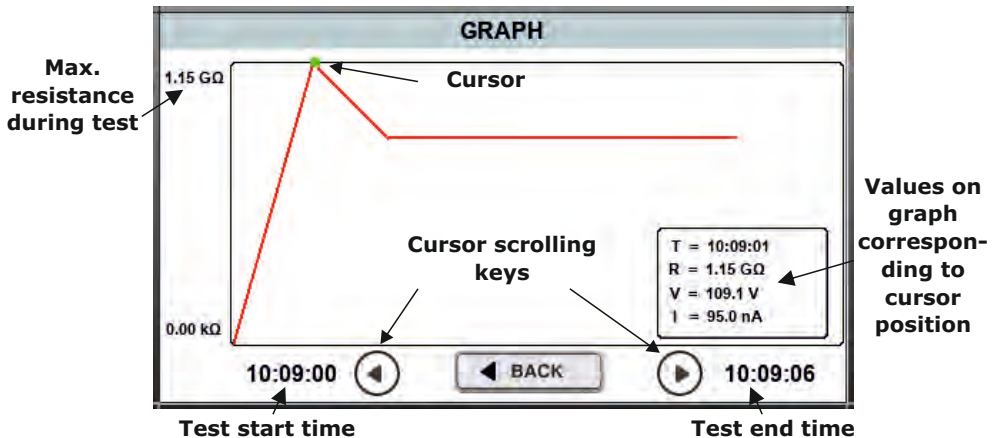 GRAPH
Max.
resistance
during test
1.15 GΩ
Cursor
Values on
graph
correspon-
ding to
cursor
position
Cursor scrolling
keys
T = 10:09:01
R = 1.15 GΩ
V = 109.1 V
I = 95.0 nA
0.00 kΩ
10:09:00
BACK
10:09:06
Test start time
Test end time